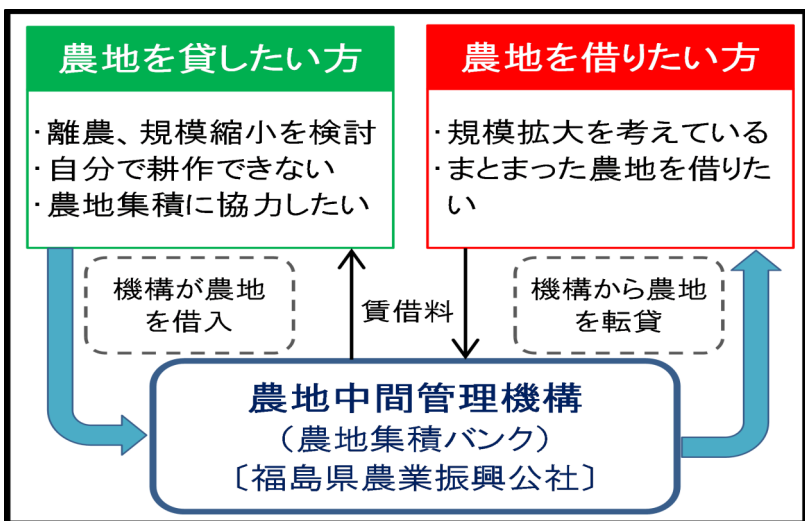 農地を貸したい方
・離農、規模縮小を検討
・自分で耕作できない
・農地集積に協力したい
農地を借りたい方
・規模拡大を考えている
・まとまった農地を借りた
い
機構が農地
を借入
賃借料
機構から農地
を転貸
農地中間管理機構
（農地集積バンク）
〔福島県農業振興公社〕